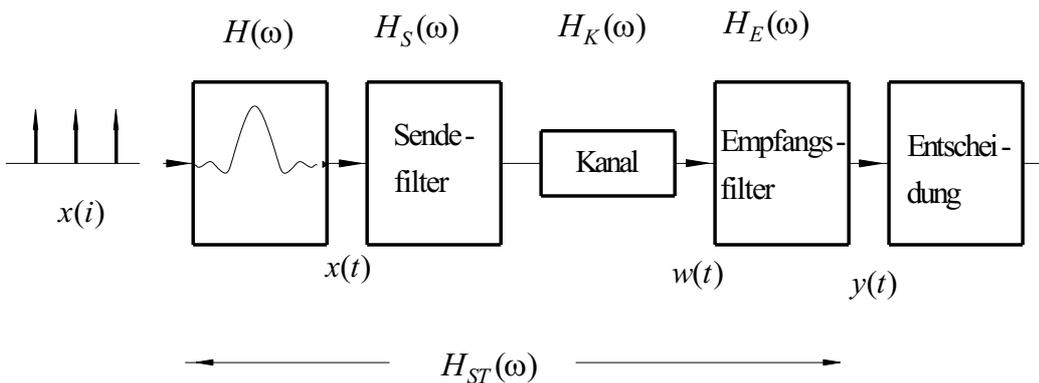 H(ω)
H_S(ω)
H_K(ω)
H_E(ω)
Sende-
filter
Kanal
Empfangs-
filter
Entschei-
dung
x(i)
x(t)
w(t)
y(t)
H_ST(ω)